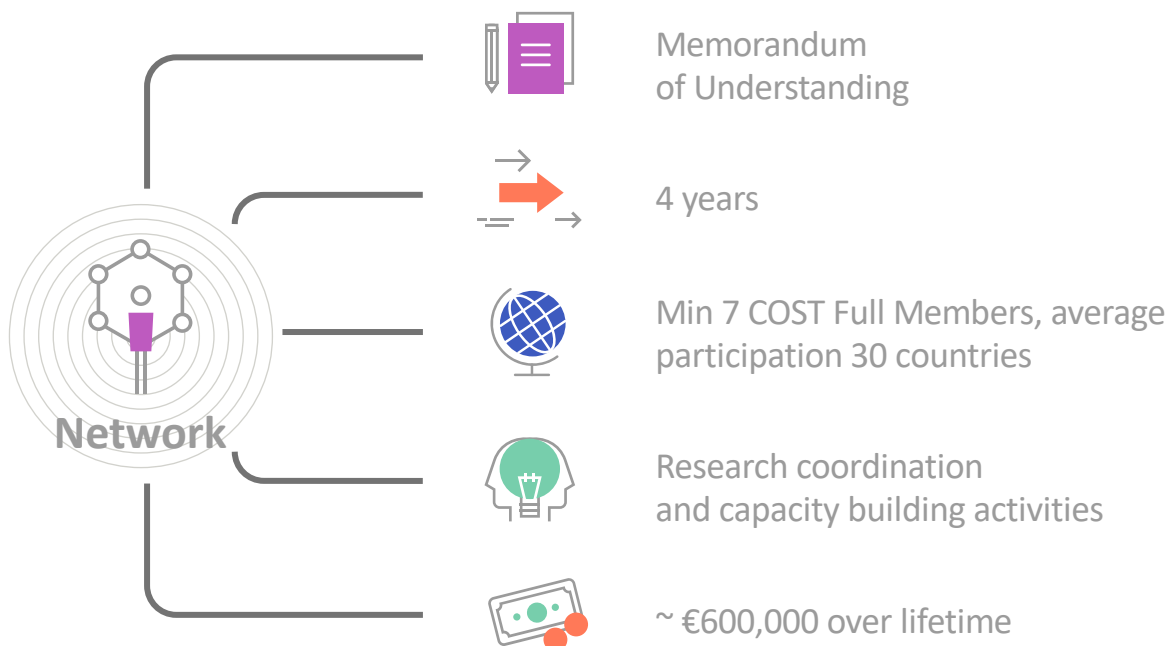 Memorandum
of Understanding
4 years
Min 7 COST Full Members, average
participation 30 countries
Network
Research coordination
and capacity building activities
~ €600,000 over lifetime